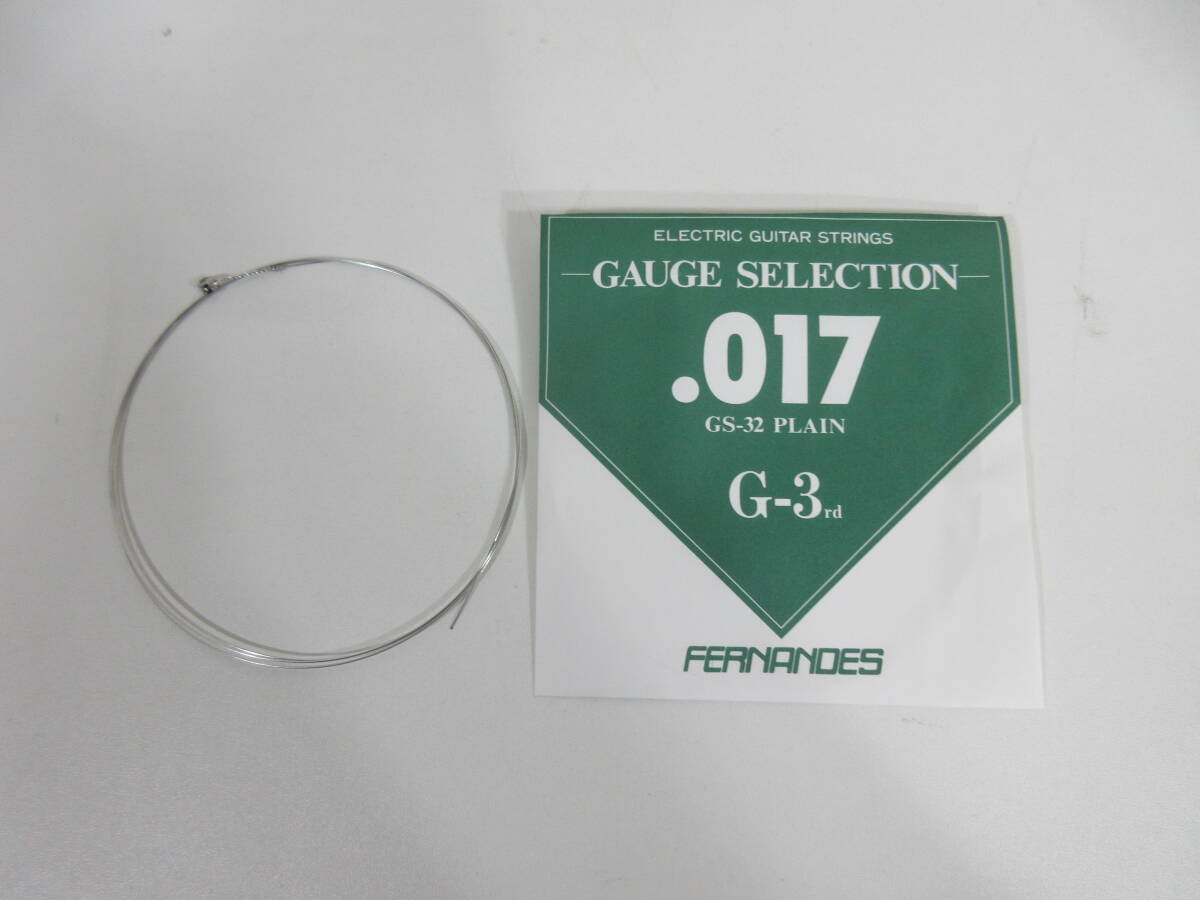 ELECTRIC GUITAR STRINGS
GAUGE SELECTION
.017
GS-32 PLAIN
G-3rd
FERNANDES